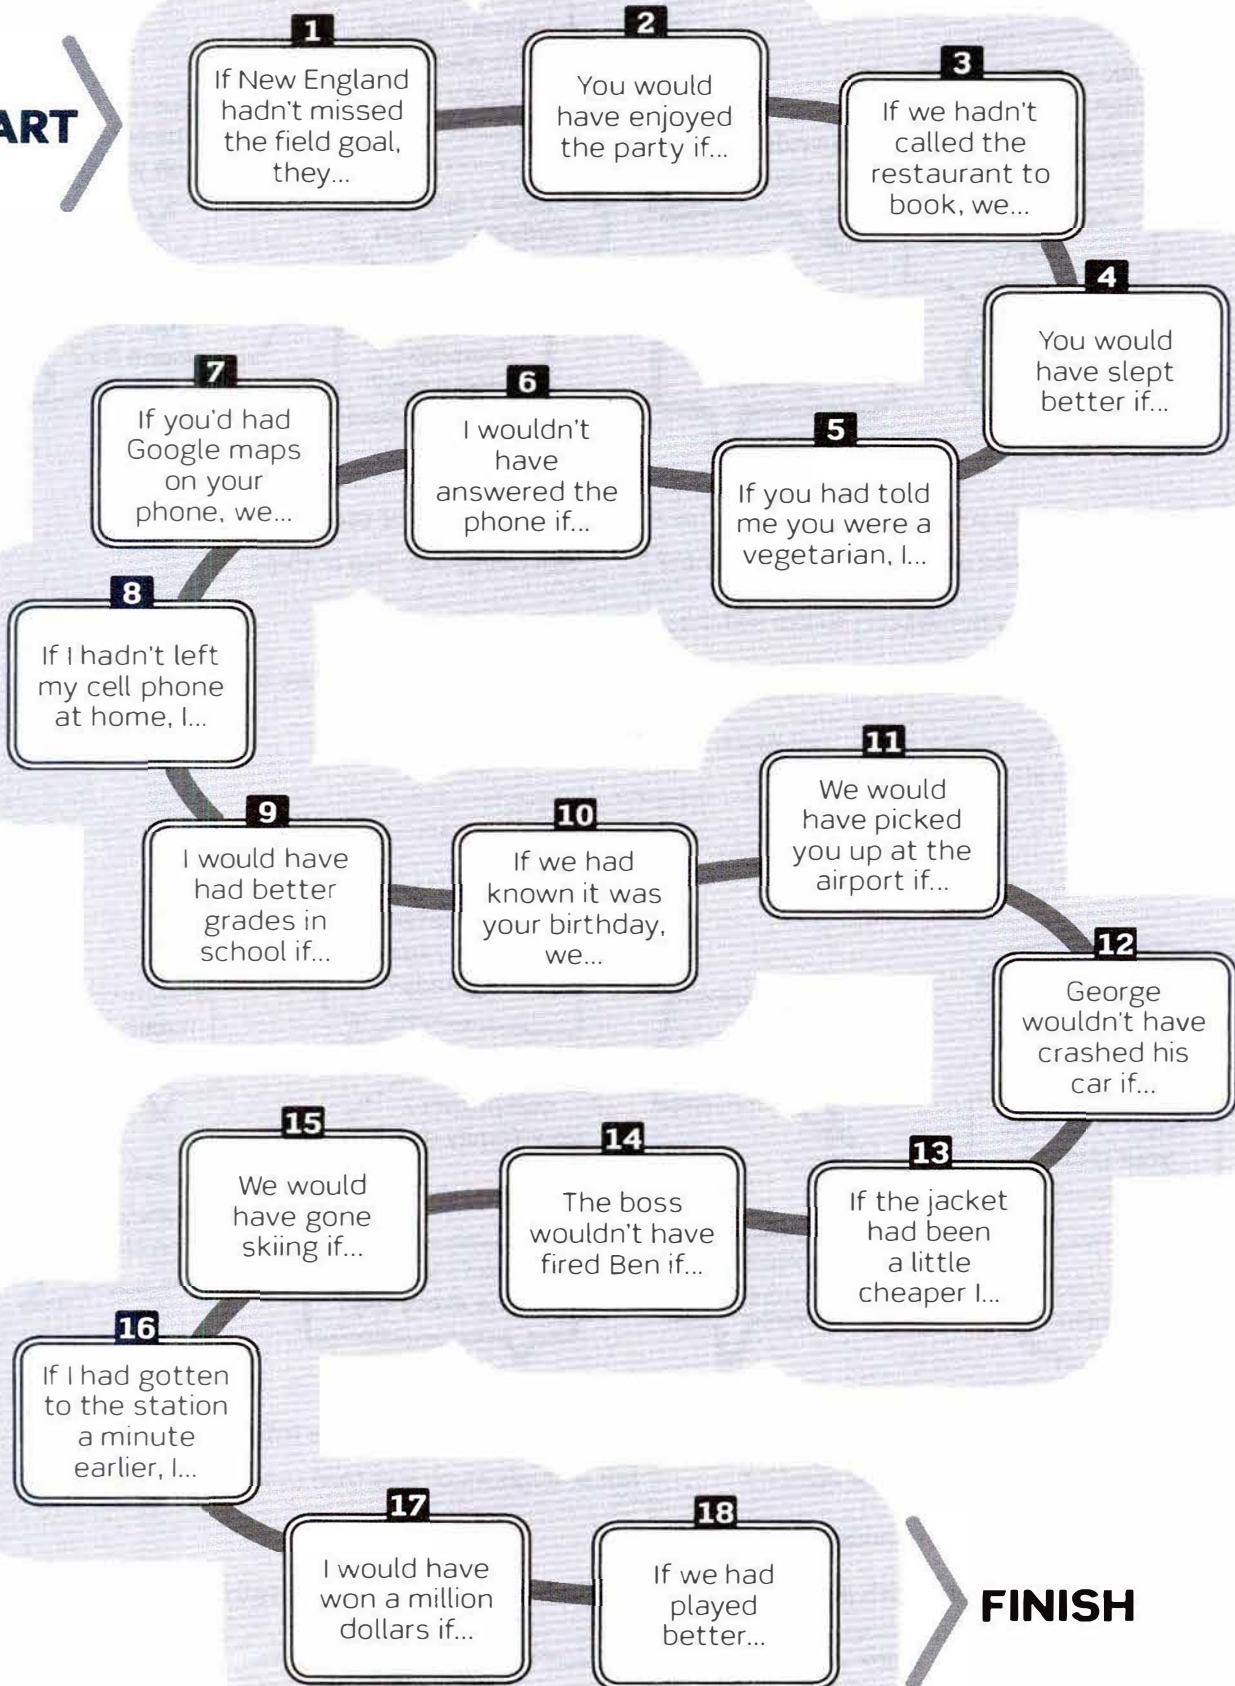 ART
1
If New England
hadn't missed
the field goal,
they...
2
You would
have enjoyed
the party if...
3
If we hadn't
called the
restaurant to
book, we...
4
You would
have slept
better if...
5
If you had told
me you were a
vegetarian, I...
6
I wouldn't
have
answered the
phone if...
7
If you'd had
Google maps
on your
phone, we...
8
If I hadn't left
my cell phone
at home, I...
9
I would have
had better
grades in
school if...
10
If we had
known it was
your birthday,
we...
11
We would
have picked
you up at the
airport if...
12
George
wouldn't have
crashed his
car if...
13
If the jacket
had been
a little
cheaper I...
14
The boss
wouldn't have
fired Ben if...
15
We would
have gone
skiing if...
16
If I had gotten
to the station
a minute
earlier, I...
17
I would have
won a million
dollars if...
18
If we had
played
better...
FINISH